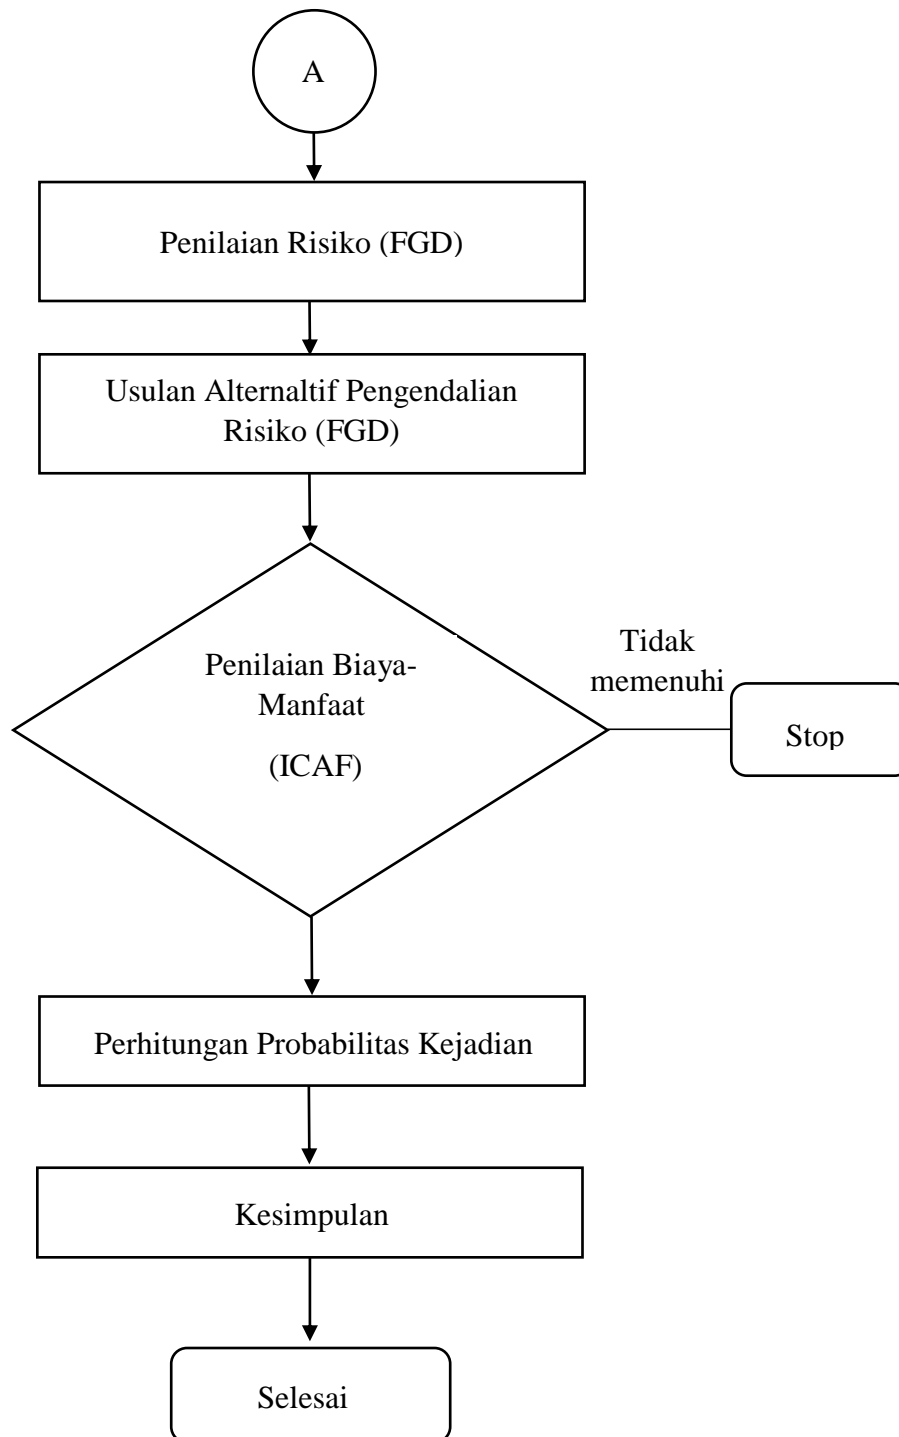 A
Penilaian Risiko (FGD)
Usulan Alternaltif Pengendalian
Risiko (FGD)
Penilaian Biaya-
Manfaat
(ICAF)
Tidak
memenuhi
Stop
Perhitungan Probabilitas Kejadian
Kesimpulan
Selesai